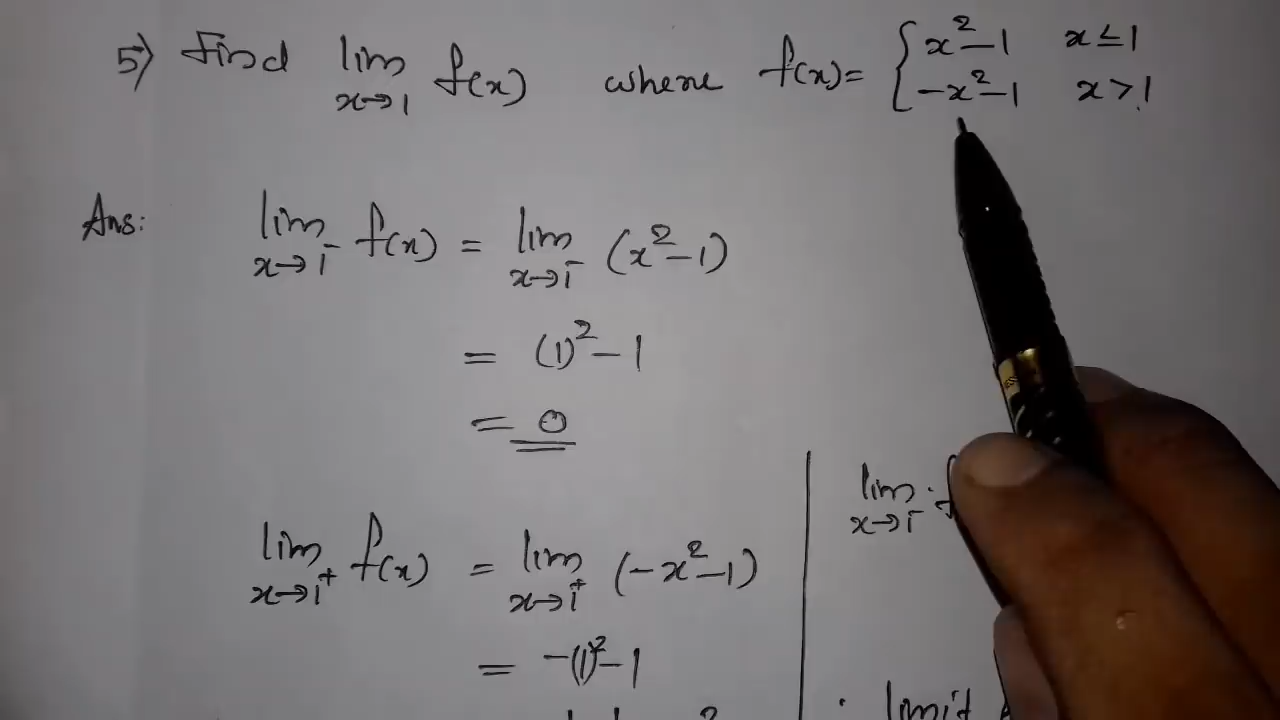 5) Find lim x→1 f(x) where f(x) = { x² – 1 x ≤ 1
–x² – 1 x > 1
Ans: lim x→1⁻ f(x) = lim x→1⁻ (x² – 1)
= (1)² – 1
= 0
lim x→1⁺ f(x) = lim x→1⁺ (–x² – 1)
= –(1)² – 1
lim x→1⁻ f
limit